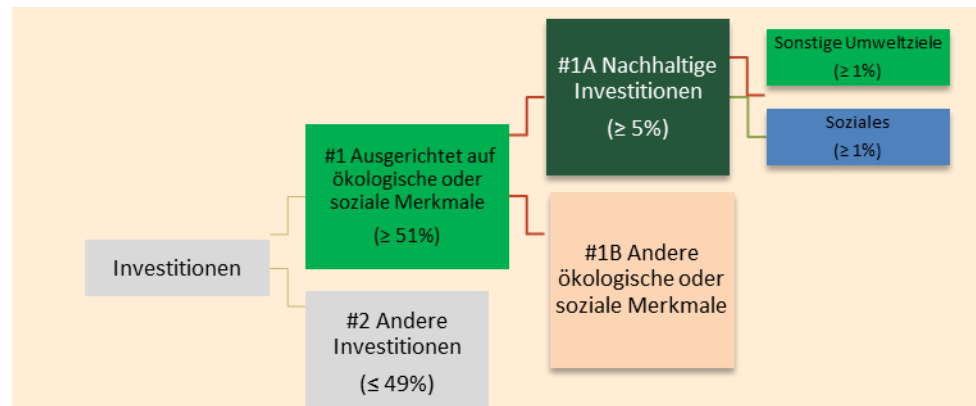 Investitionen
#1 Ausgerichtet auf
ökologische oder
soziale Merkmale
(≥ 51%)
#2 Andere
Investitionen
(≤ 49%)
#1A Nachhaltige
Investitionen
(≥ 5%)
#1B Andere
ökologische oder
soziale Merkmale
Sonstige Umweltziele
(≥ 1%)
Soziales
(≥ 1%)